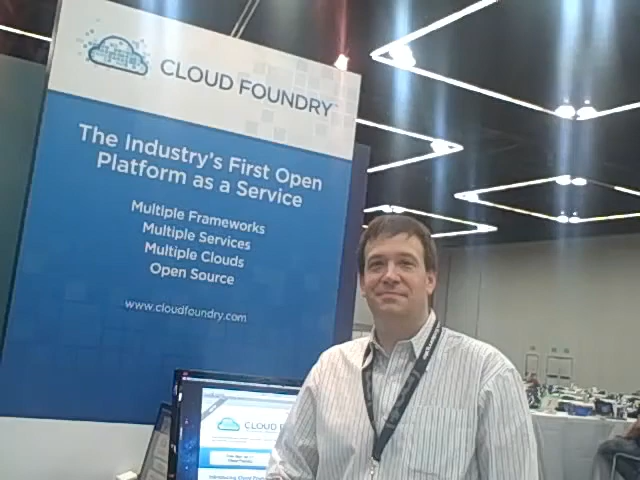 CLOUD FOUNDRY
The Industry's First Open
Platform as a Service
Multiple Frameworks
Multiple Services
Multiple Clouds
Open Source
www.cloudfoundry.com
CLOUD F